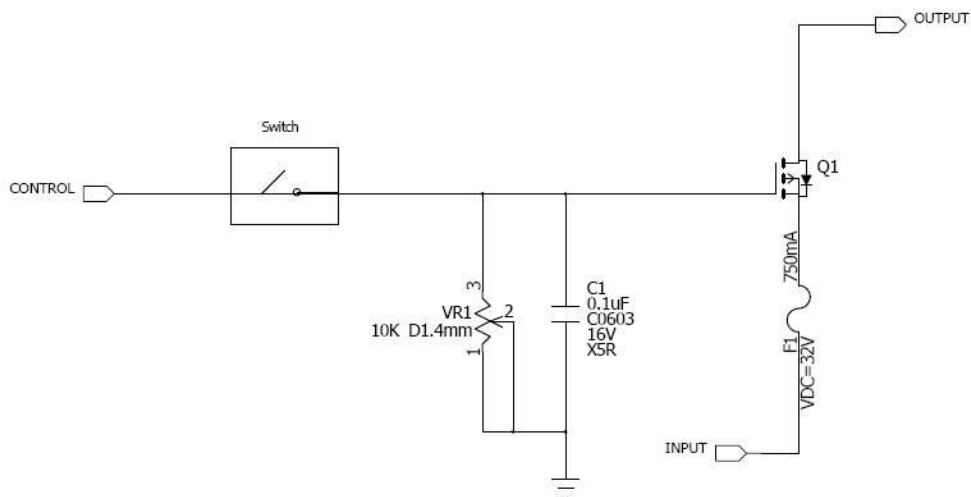 OUTPUT
Switch
Q1
CONTROL
750mA
3
C1
VR1
2
0.1uF
10K D1.4mm
C0603
16V
1
X5R
F1
VDC=32V
INPUT